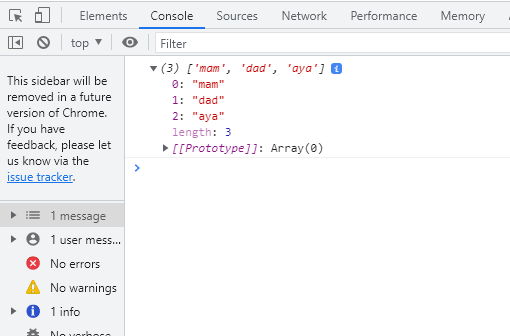 Elements Console Sources Network Performance Memory
top Filter
This sidebar will be
removed in a future
version of Chrome.
If you have
feedback, please let
us know via the
issue tracker.
1 message
1 user mess...
No errors
No warnings
1 info
No verbose
(3) ['mam', 'dad', 'aya'] i
0: "mam"
1: "dad"
2: "aya"
length: 3
[[Prototype]]: Array(0)